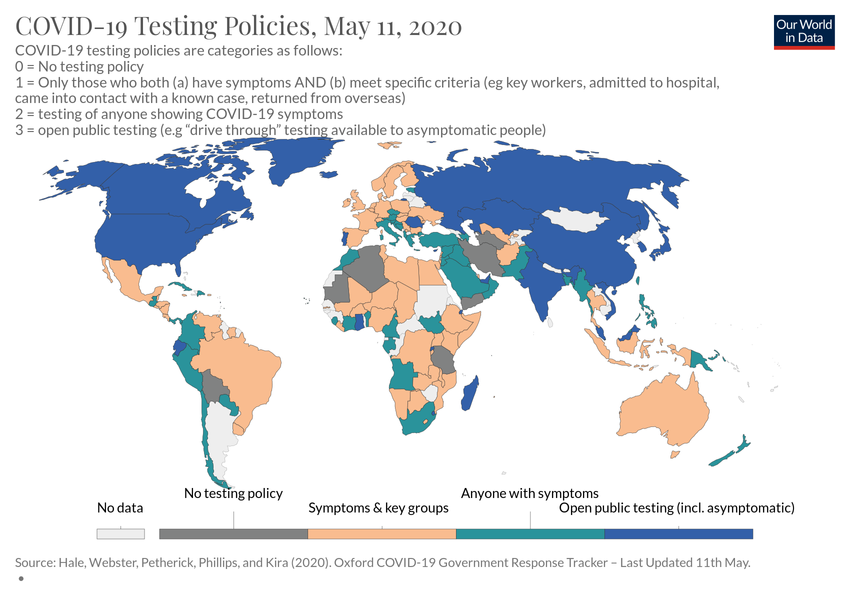 COVID-19 Testing Policies, May 11, 2020
Our World
in Data
COVID-19 testing policies are categories as follows:
0 = No testing policy
1 = Only those who both (a) have symptoms AND (b) meet specific criteria (eg key workers, admitted to hospital,
came into contact with a known case, returned from overseas)
2 = testing of anyone showing COVID-19 symptoms
3 = open public testing (e.g “drive through” testing available to asymptomatic people)
No data
No testing policy
Symptoms & key groups
Anyone with symptoms
Open public testing (incl. asymptomatic)
Source: Hale, Webster, Petherick, Phillips, and Kira (2020). Oxford COVID-19 Government Response Tracker – Last Updated 11th May.
•